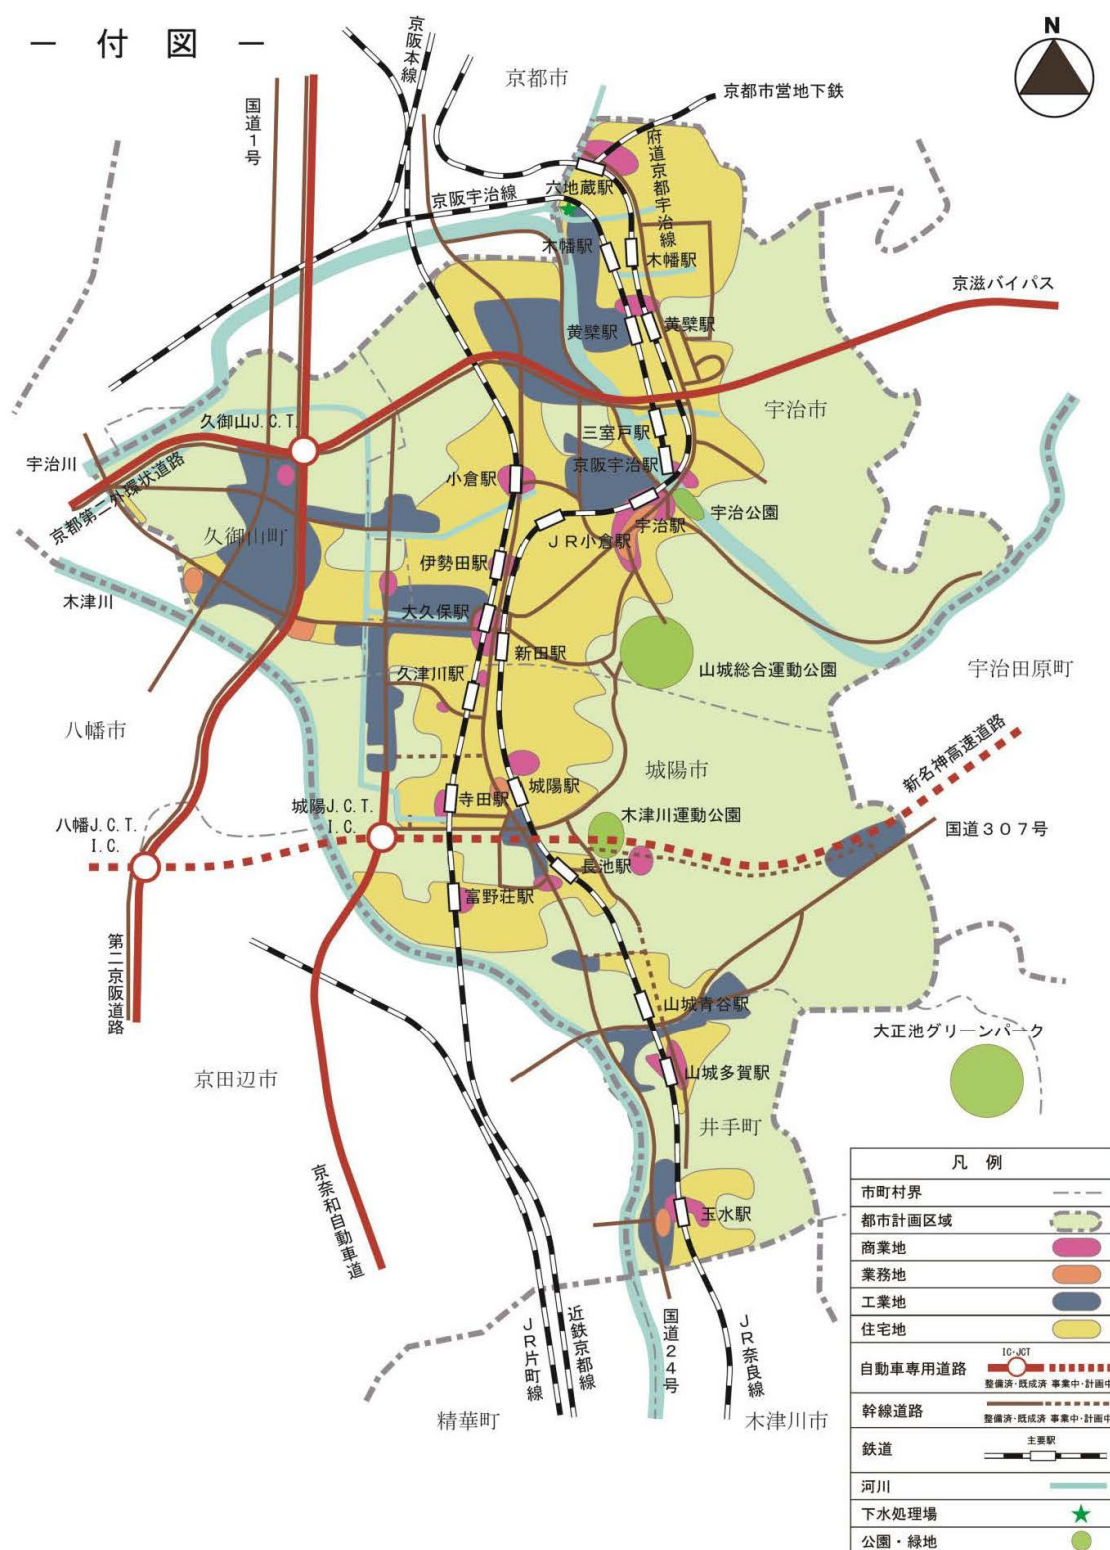 － 付 図 －
N
京阪本線
京都市
京都市営地下鉄
国道1号
府道京都宇治線
六地蔵駅
京阪宇治線
木幡駅
木幡駅
京滋バイパス
黄檗駅
黄檗駅
宇治市
久御山J.C.T.
三室戸駅
宇治川
京都第二外環状道路
小倉駅
京阪宇治駅
宇治公園
宇治駅
久御山町
JR小倉駅
伊勢田駅
木津川
大久保駅
新田駅
山城総合運動公園
久津川駅
宇治田原町
八幡市
城陽市
新名神高速道路
城陽駅
寺田駅
城陽J.C.T.
I.C.
木津川運動公園
八幡J.C.T.
I.C.
国道307号
長池駅
富野荘駅
第二京阪道路
山城青谷駅
大正池グリーンパーク
京田辺市
山城多賀駅
井手町
京奈和自動車道
玉水駅
JR片町線
近鉄京都線
国道24号
JR奈良線
精華町
木津川市
凡 例
市町村界
都市計画区域
商業地
業務地
工業地
住宅地
自動車専用道路
IC・JCT
整備済・既成済 事業中・計画中
幹線道路
整備済・既成済 事業中・計画中
鉄道
主要駅
河川
下水処理場
公園・緑地